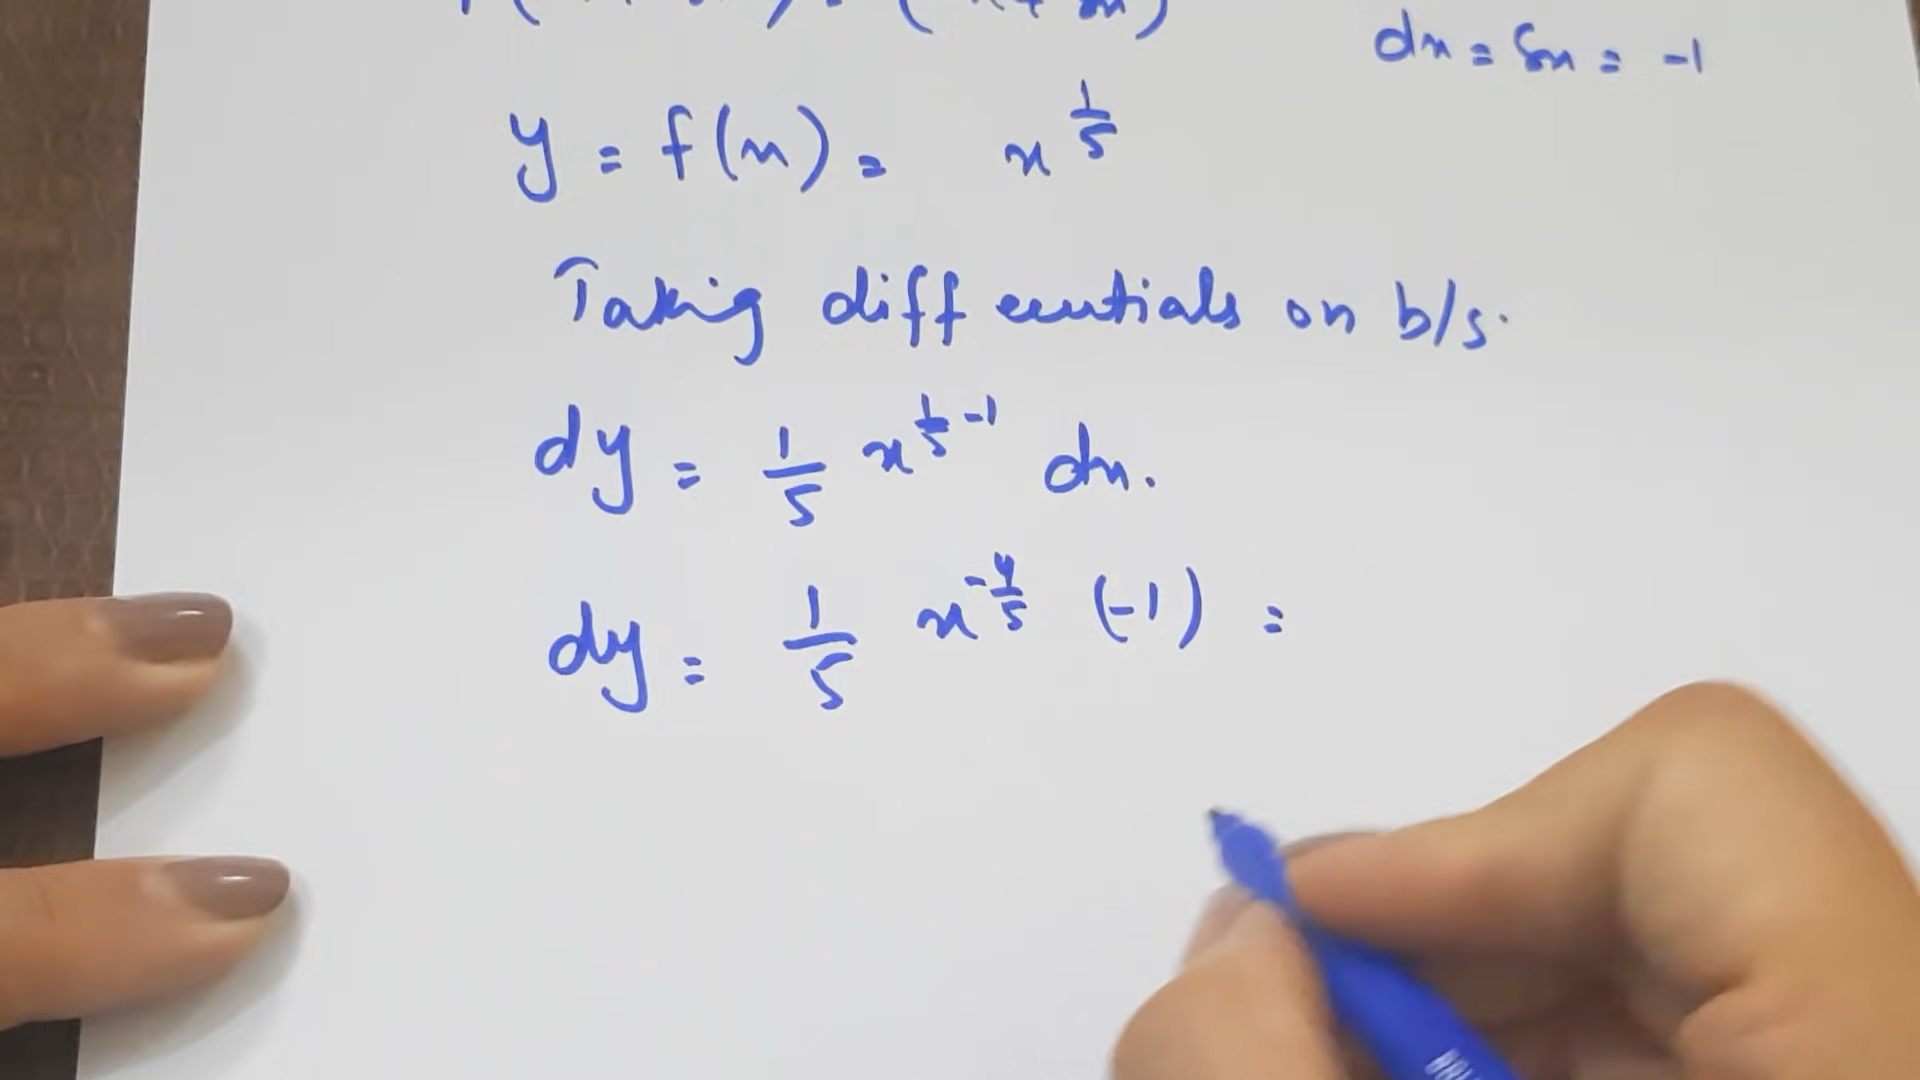 dx = δx = -1
y = f(x) = x^{1/5}
Taking differentials on b/s.
dy = 1/5 x^{1/5 -1} dx.
dy = 1/5 x^{-4/5} (-1) =